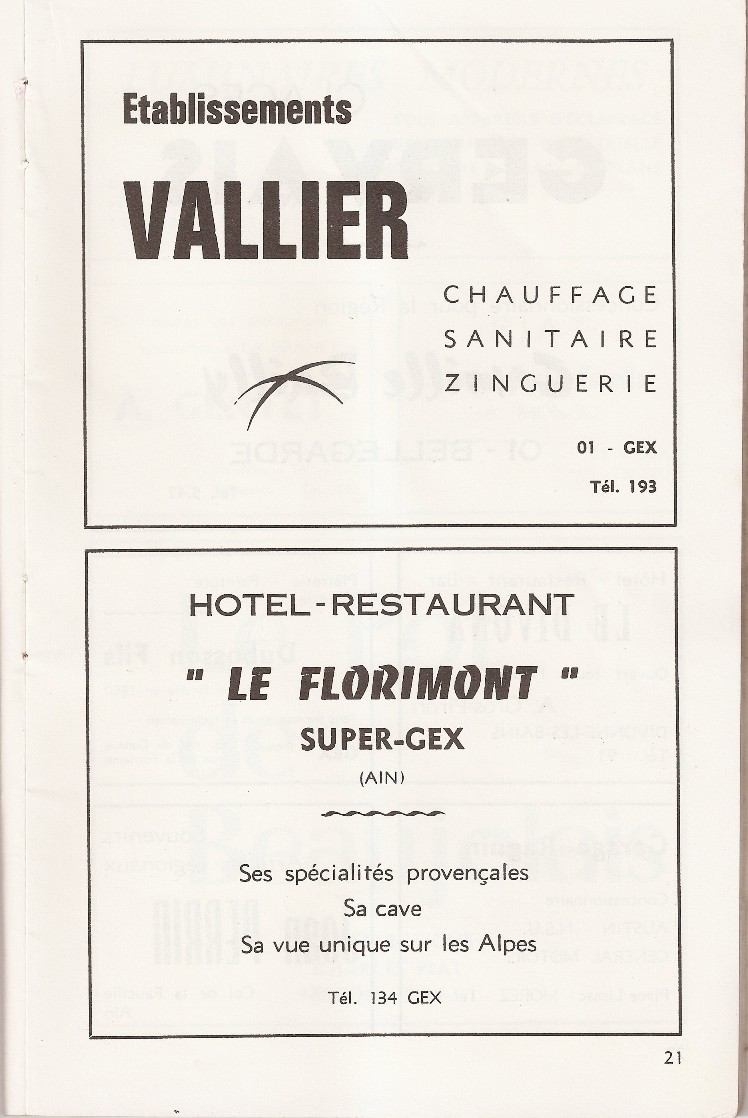 Etablissements
VALLIER
CHAUFFAGE
SANITAIRE
ZINGUERIE
01 - GEX
Tél. 193
HOTEL-RESTAURANT
" LE FLORIMONT "
SUPER-GEX
(AIN)
Ses spécialités provençales
Sa cave
Sa vue unique sur les Alpes
Tél. 134 GEX
21